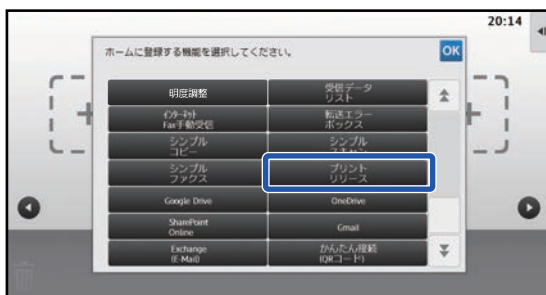 20:14
ホームに登録する機能を選択してください。
OK
明度調整
受信データ
リスト
インターネット
Fax手動受信
転送エラー
ボックス
シンプル
コピー
シンプル
スキャン
シンプル
ファクス
プリント
リリース
Google Drive
OneDrive
SharePoint
Online
Gmail
Exchange
(E-Mail)
かんたん接続
(QRコード)